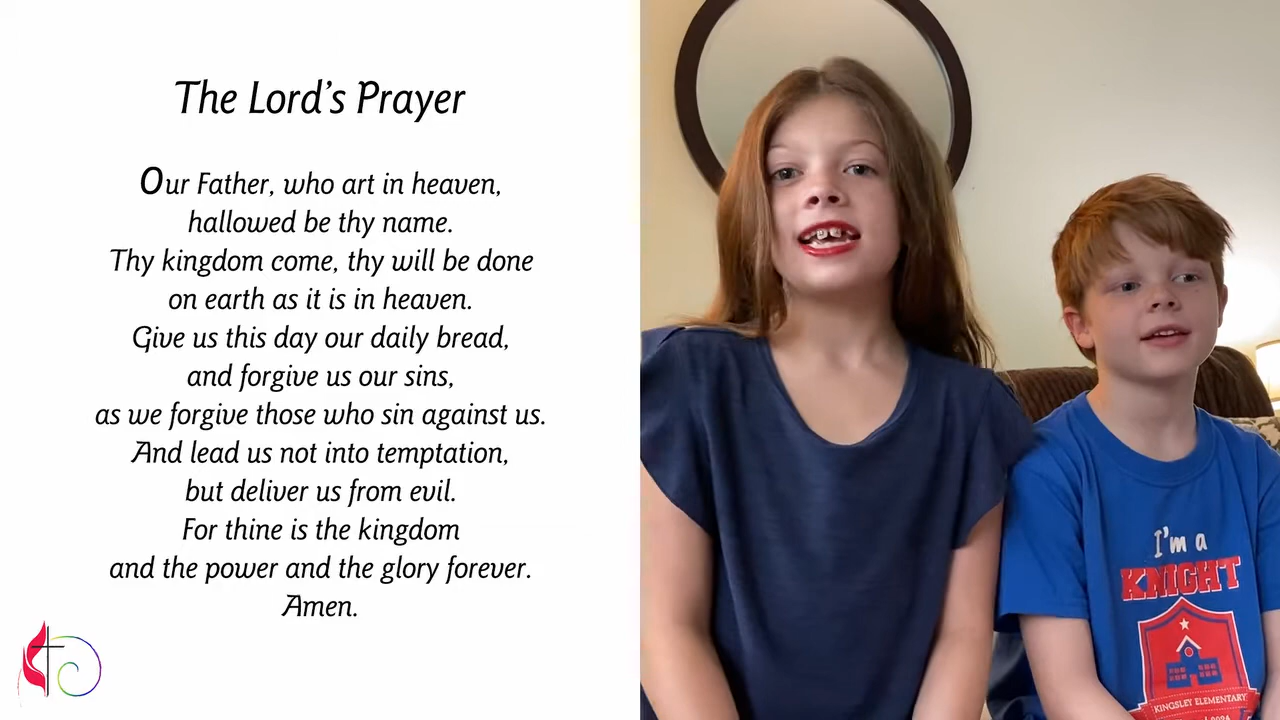 The Lord's Prayer
Our Father, who art in heaven,
hallowed be thy name.
Thy kingdom come, thy will be done
on earth as it is in heaven.
Give us this day our daily bread,
and forgive us our sins,
as we forgive those who sin against us.
And lead us not into temptation,
but deliver us from evil.
For thine is the kingdom
and the power and the glory forever.
Amen.
I'm a
KNIGHT
KINGSLEY ELEMENTARY